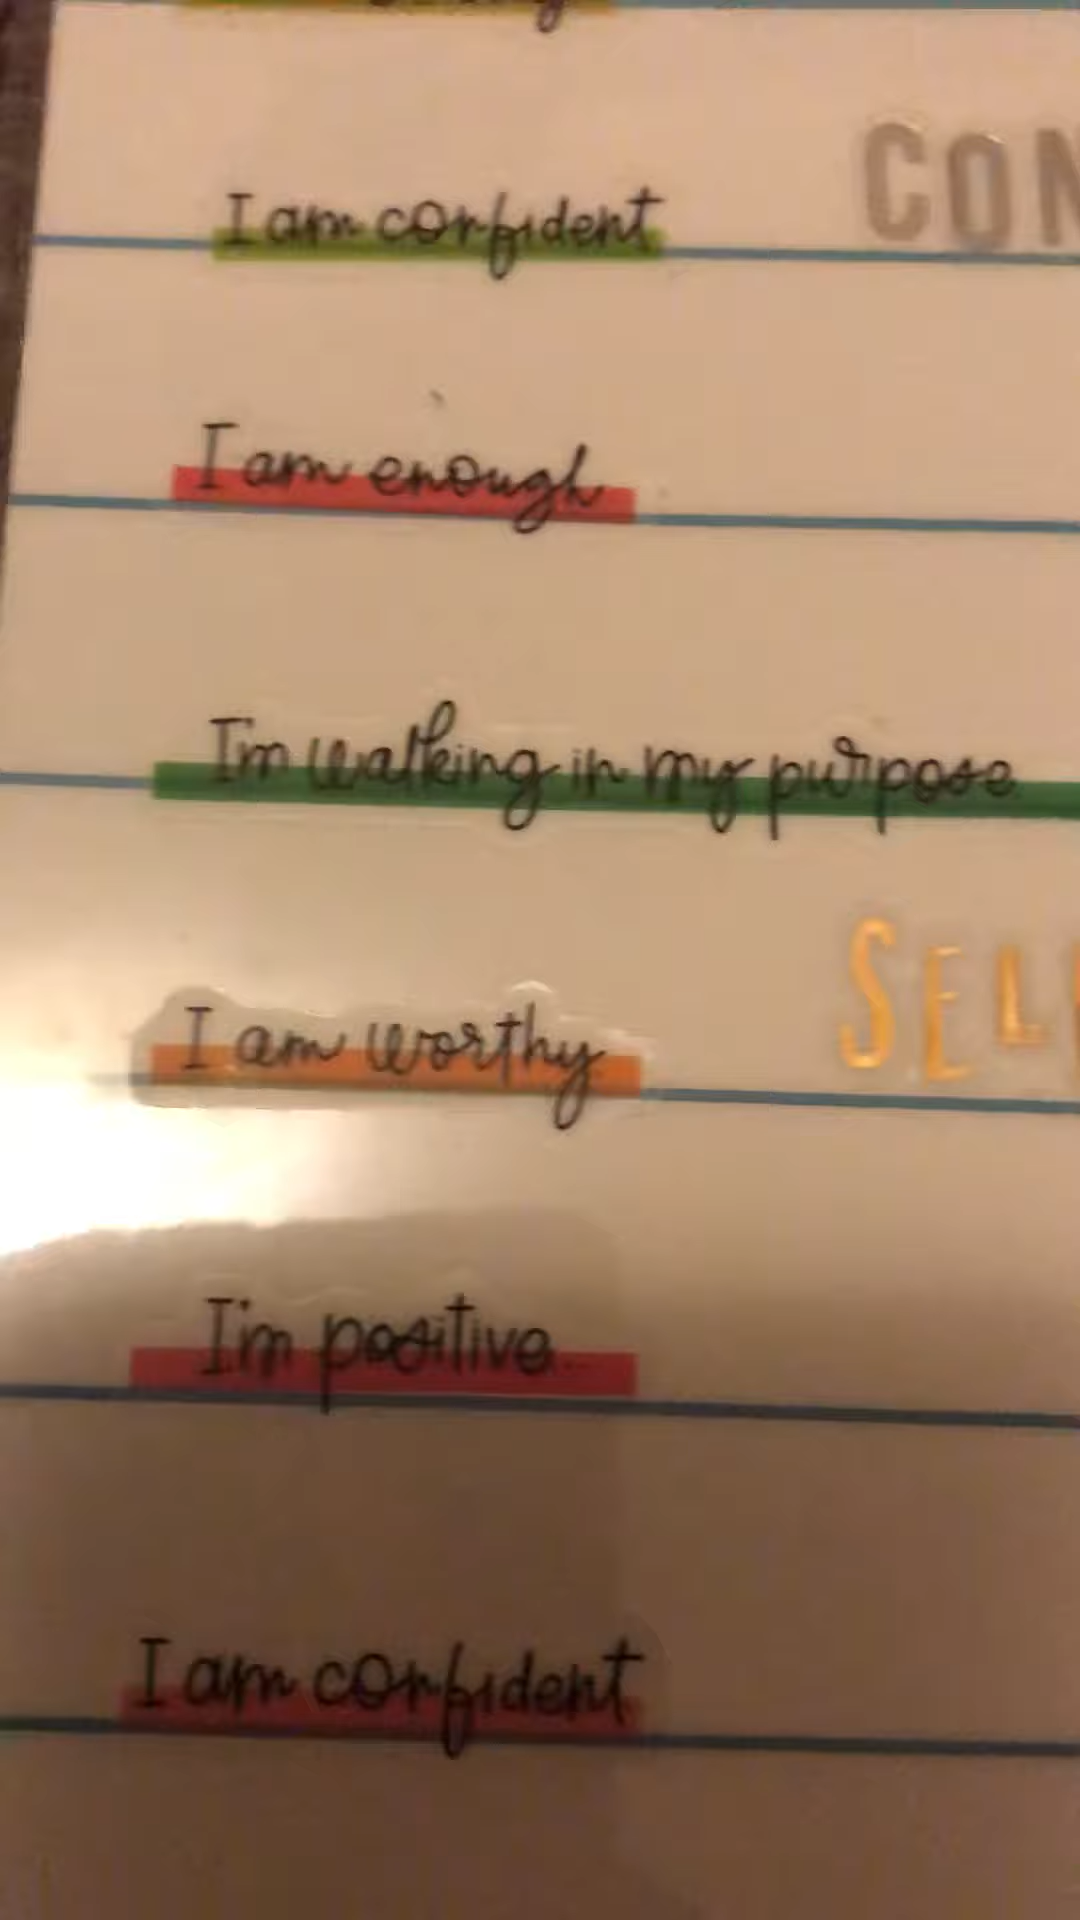 I am confident
CON
I am enough
I'm walking in my purpose
SEL
I am worthy
I'm positive
I am confident